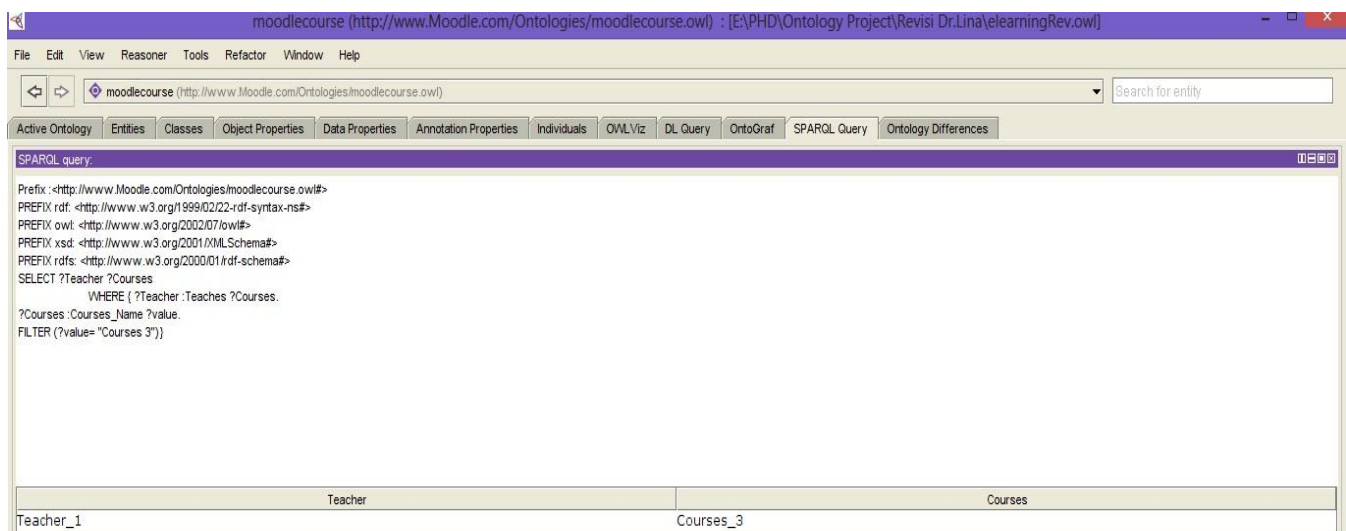 moodlecourse (http://www.Moodle.com/Ontologies/moodlecourse.owl) : [E:\PHD\Ontology Project\Revisi Dr.Lina\elearningRev.owl]
File Edit View Reasoner Tools Refactor Window Help
moodlecourse (http://www.Moodle.com/Ontologies/moodlecourse.owl) Search for entity
Active Ontology Entities Classes Object Properties Data Properties Annotation Properties Individuals OWLViz DL Query OntoGraf SPARQL Query Ontology Differences
SPARQL query:
Prefix :<http://www.Moodle.com/Ontologies/moodlecourse.owl#>
PREFIX rdf: <http://www.w3.org/1999/02/22-rdf-syntax-ns#>
PREFIX owl: <http://www.w3.org/2002/07/owl#>
PREFIX xsd: <http://www.w3.org/2001/XMLSchema#>
PREFIX rdfs: <http://www.w3.org/2000/01/rdf-schema#>
SELECT ?Teacher ?Courses
WHERE { ?Teacher :Teaches ?Courses.
?Courses :Courses_Name ?value.
FILTER (?value= "Courses 3")}
Teacher Courses
Teacher_1 Courses_3